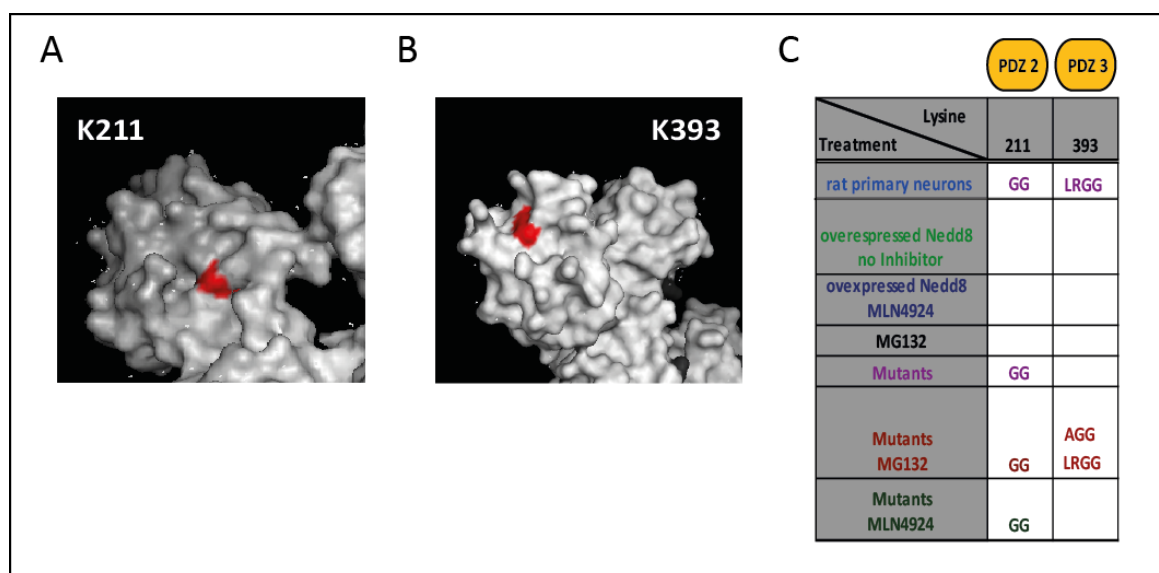 A
B
C
K211
K393
PDZ 2 PDZ 3
Lysine
Treatment 211 393
rat primary neurons GG LRGG
overespressed Nedd8
no Inhibitor
ovexpressed Nedd8
MLN4924
MG132
Mutants GG
Mutants AGG
MG132 GG LRGG
Mutants
MLN4924 GG